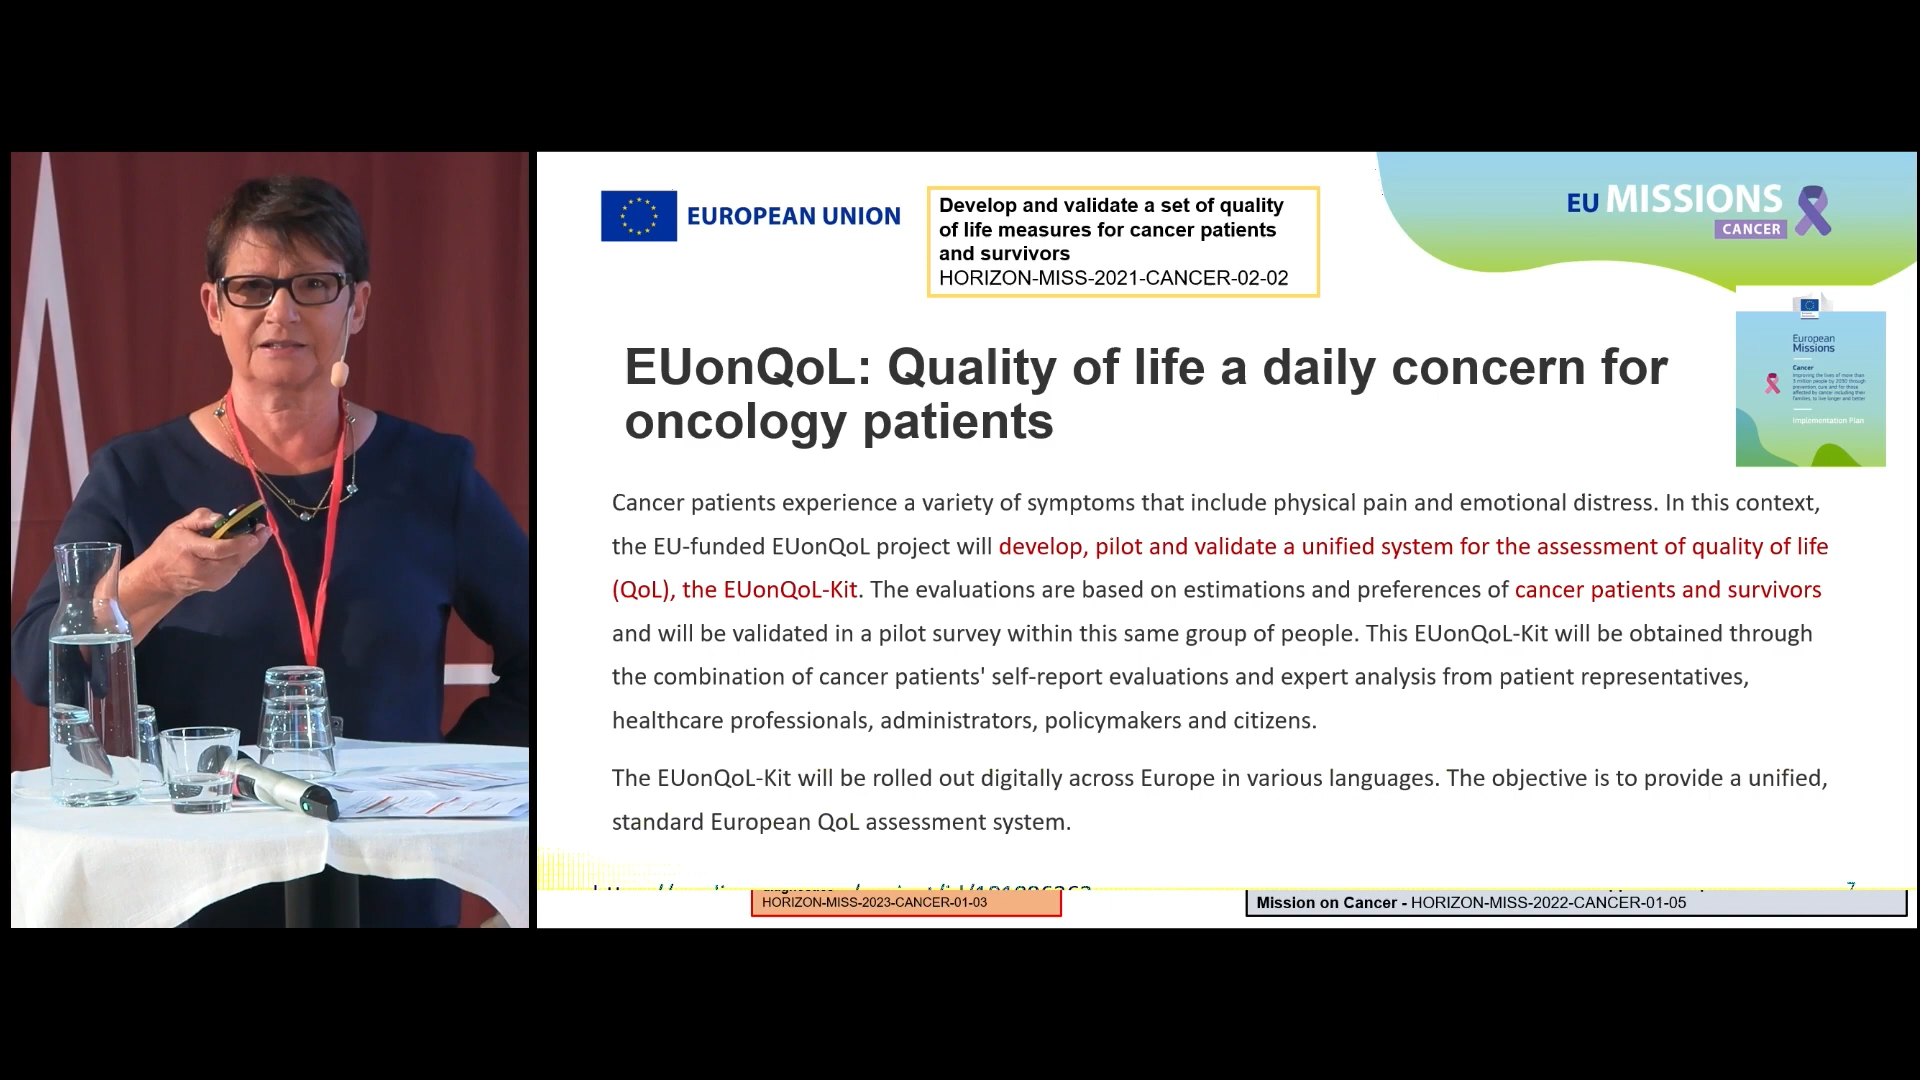 EUROPEAN UNION
Develop and validate a set of quality
of life measures for cancer patients
and survivors
HORIZON-MISS-2021-CANCER-02-02
EU MISSIONS
CANCER
European
Missions
Cancer
Implementation Plan
EUonQoL: Quality of life a daily concern for
oncology patients
Cancer patients experience a variety of symptoms that include physical pain and emotional distress. In this context,
the EU-funded EUonQoL project will develop, pilot and validate a unified system for the assessment of quality of life
(QoL), the EUonQoL-Kit. The evaluations are based on estimations and preferences of cancer patients and survivors
and will be validated in a pilot survey within this same group of people. This EUonQoL-Kit will be obtained through
the combination of cancer patients' self-report evaluations and expert analysis from patient representatives,
healthcare professionals, administrators, policymakers and citizens.
The EUonQoL-Kit will be rolled out digitally across Europe in various languages. The objective is to provide a unified,
standard European QoL assessment system.
7
HORIZON-MISS-2023-CANCER-01-03
Mission on Cancer - HORIZON-MISS-2022-CANCER-01-05